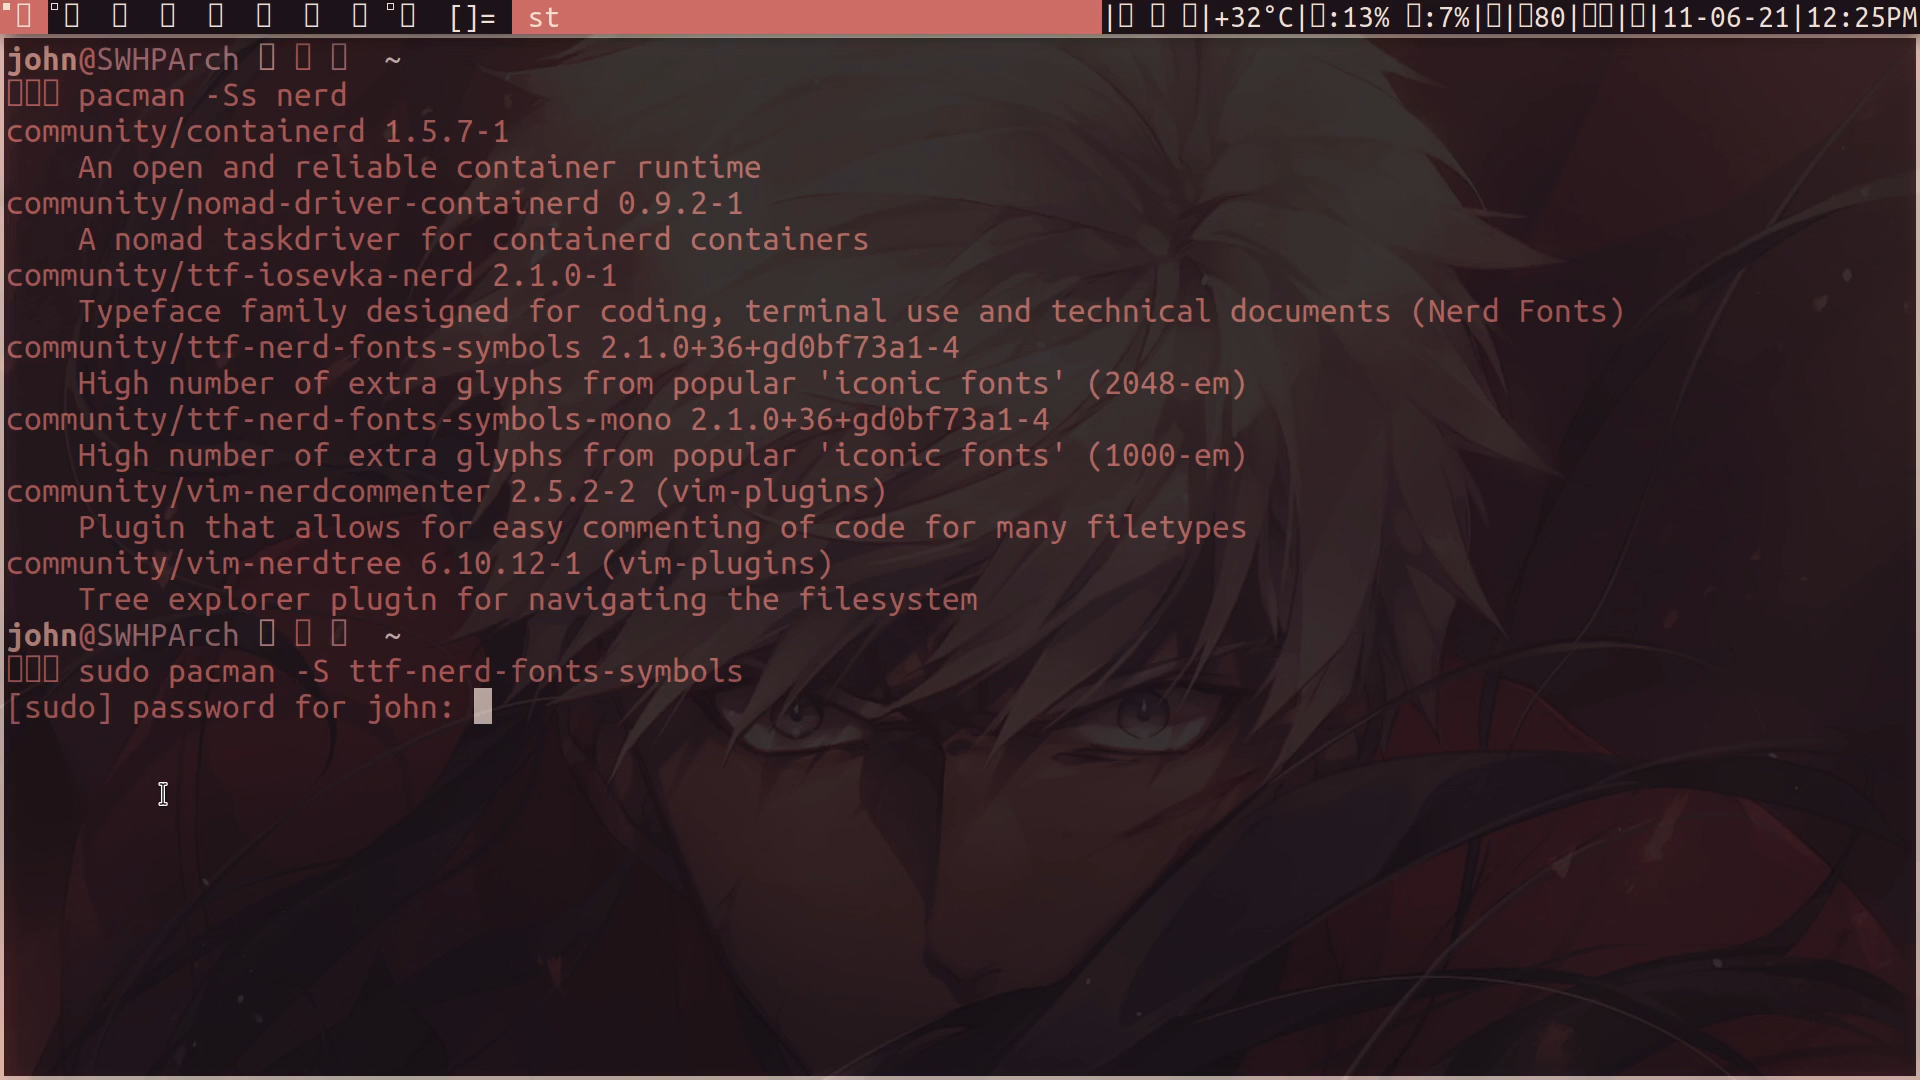 []= st |+32°C| :13% :7%| | 80| | |11-06-21|12:25PM
john@SWHPArch ~
pacman -Ss nerd
community/containerd 1.5.7-1
An open and reliable container runtime
community/nomad-driver-containerd 0.9.2-1
A nomad taskdriver for containerd containers
community/ttf-iosevka-nerd 2.1.0-1
Typeface family designed for coding, terminal use and technical documents (Nerd Fonts)
community/ttf-nerd-fonts-symbols 2.1.0+36+gd0bf73a1-4
High number of extra glyphs from popular 'iconic fonts' (2048-em)
community/ttf-nerd-fonts-symbols-mono 2.1.0+36+gd0bf73a1-4
High number of extra glyphs from popular 'iconic fonts' (1000-em)
community/vim-nerdcommenter 2.5.2-2 (vim-plugins)
Plugin that allows for easy commenting of code for many filetypes
community/vim-nerdtree 6.10.12-1 (vim-plugins)
Tree explorer plugin for navigating the filesystem
john@SWHPArch ~
sudo pacman -S ttf-nerd-fonts-symbols
[sudo] password for john: